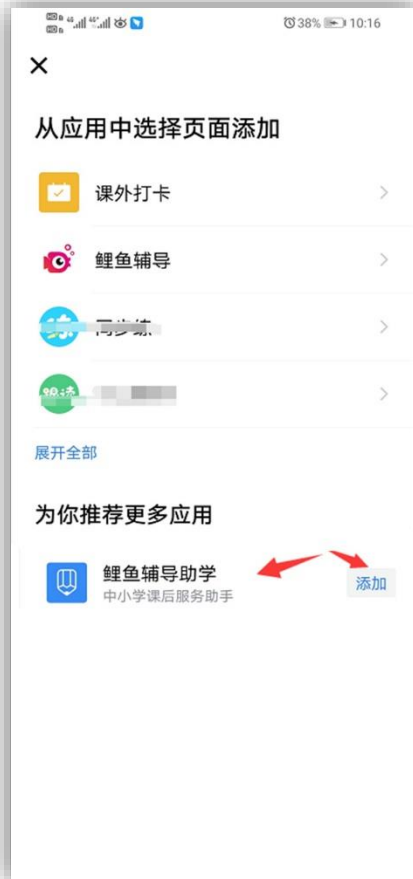 38% 10:16
从应用中选择页面添加
课外打卡
鲤鱼辅导
展开全部
为你推荐更多应用
鲤鱼辅导助学
中小学课后服务助手
添加